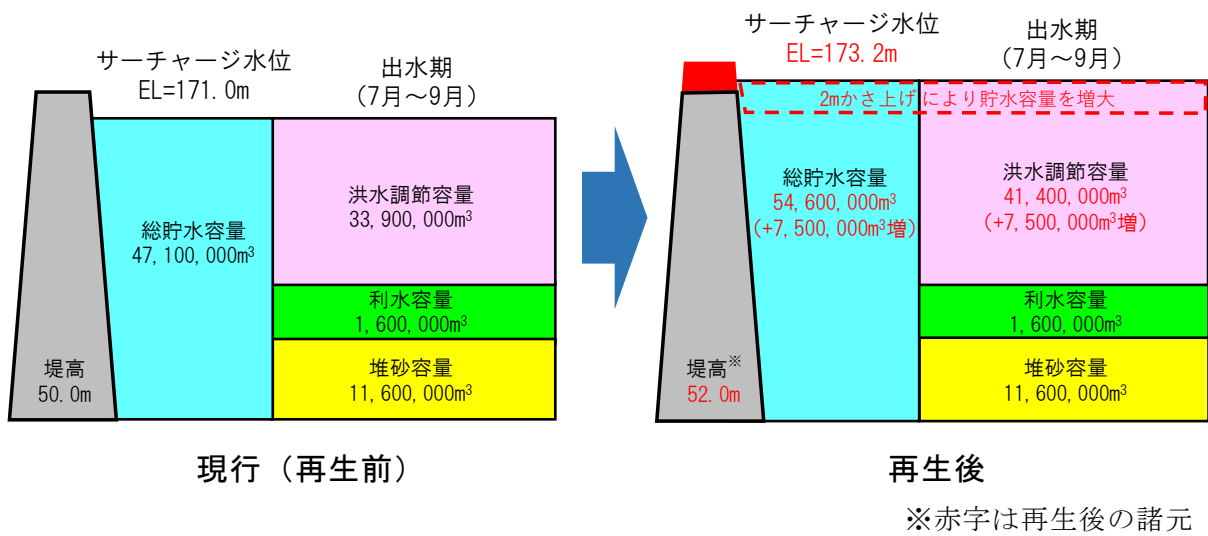 サーチャージ水位
EL=171.0m
出水期
(7月～9月)
洪水調節容量
33,900,000m³
総貯水容量
47,100,000m³
利水容量
1,600,000m³
堤高
50.0m
堆砂容量
11,600,000m³
現行（再生前）
サーチャージ水位
EL=173.2m
出水期
(7月～9月)
2mかさ上げにより貯水容量を増大
総貯水容量
54,600,000m³
(+7,500,000m³増)
洪水調節容量
41,400,000m³
(+7,500,000m³増)
利水容量
1,600,000m³
堤高※
52.0m
堆砂容量
11,600,000m³
再生後
※赤字は再生後の諸元